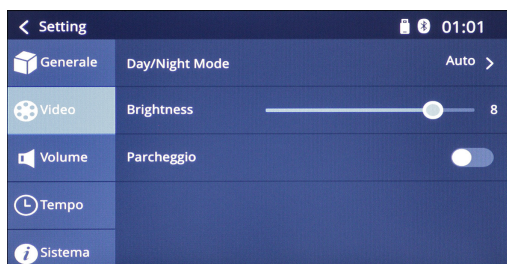 Setting
01:01
Generale
Day/Night Mode
Auto
Video
Brightness
8
Volume
Parcheggio
Tempo
Sistema